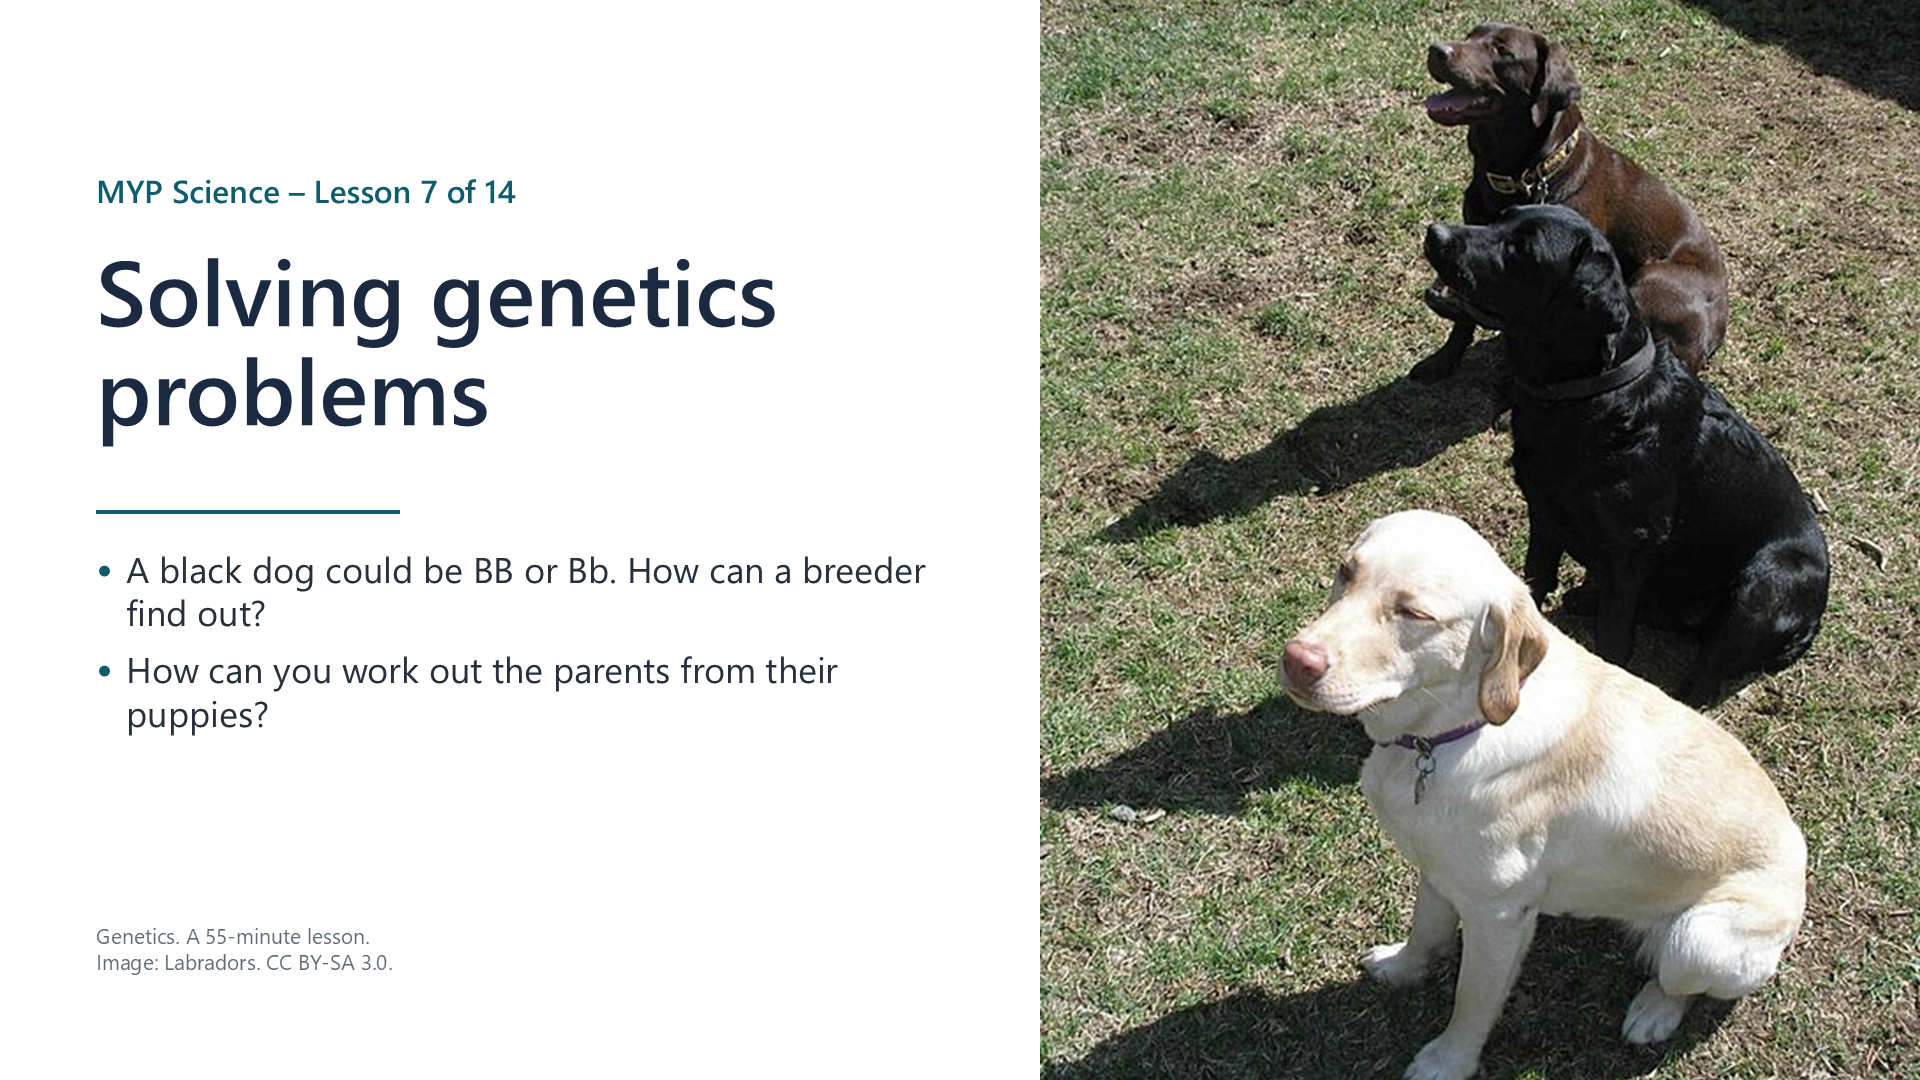 MYP Science – Lesson 7 of 14
Solving genetics
problems
• A black dog could be BB or Bb. How can a breeder
find out?
• How can you work out the parents from their
puppies?
Genetics. A 55-minute lesson.
Image: Labradors. CC BY-SA 3.0.